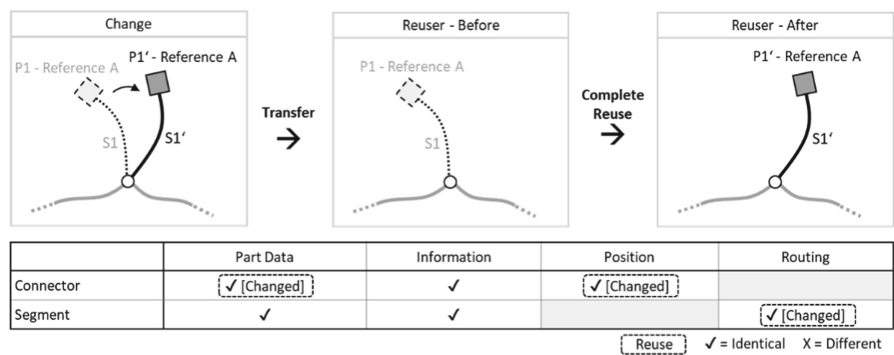 Change
P1 - Reference A
P1‘ - Reference A
S1
S1‘
Transfer
Reuser - Before
P1 - Reference A
S1
Complete
Reuse
Reuser - After
P1‘ - Reference A
S1‘
Part Data Information Position Routing
Connector ✓ [Changed] ✓ ✓ [Changed]
Segment ✓ ✓ ✓ [Changed]
Reuse ✓ = Identical X = Different